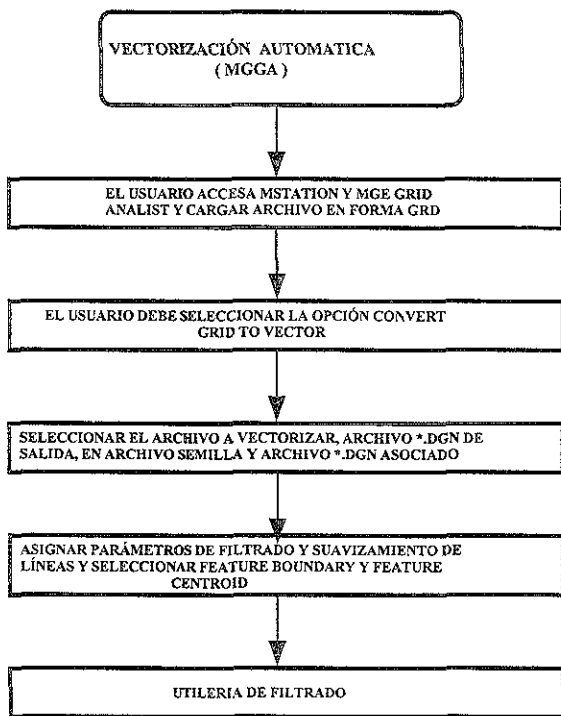 VECTORIZACIÓN AUTOMATICA
( MGGA )
EL USUARIO ACCESA MSTATION Y MGE GRID
ANALIST Y CARGAR ARCHIVO EN FORMA GRD
EL USUARIO DEBE SELECCIONAR LA OPCIÓN CONVERT
GRID TO VECTOR
SELECCIONAR EL ARCHIVO A VECTORIZAR, ARCHIVO *.DGN DE
SALIDA, EN ARCHIVO SEMILLA Y ARCHIVO *.DGN ASOCIADO
ASIGNAR PARÁMETROS DE FILTRADO Y SUAVIZAMIENTO DE
LÍNEAS Y SELECCIONAR FEATURE BOUNDARY Y FEATURE
CENTROID
UTILERIA DE FILTRADO